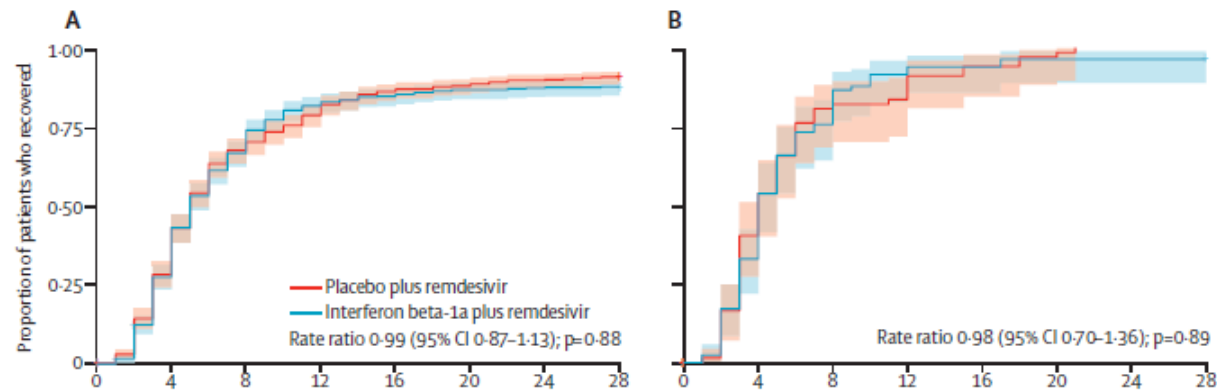 A
B
Proportion of patients who recovered
1·00
0·75
0·50
0·25
0
Placebo plus remdesivir
Interferon beta-1a plus remdesivir
Rate ratio 0·99 (95% CI 0·87–1·13); p=0·88
Rate ratio 0·98 (95% CI 0·70–1·36); p=0·89
0 4 8 12 16 20 24 28
0 4 8 12 16 20 24 28